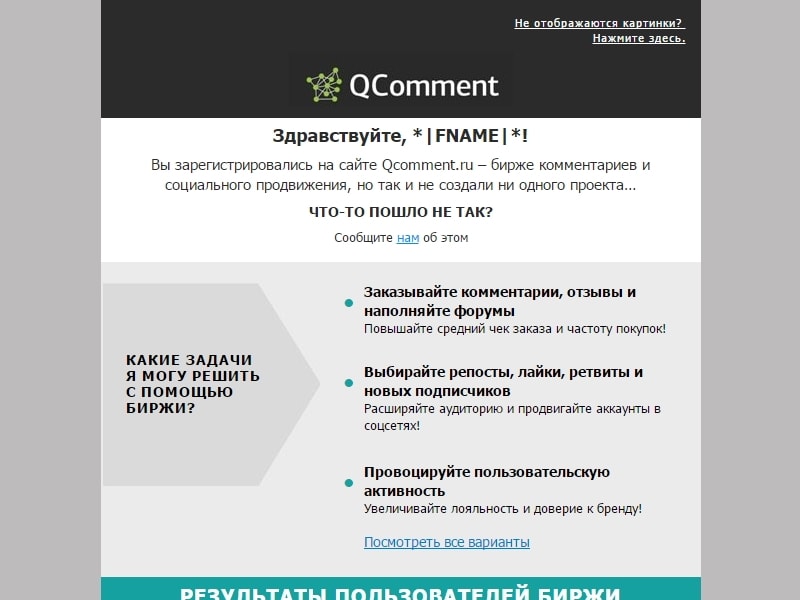 Не отображаются картинки?
Нажмите здесь.
QComment
Здравствуйте, *|FNAME|*!
Вы зарегистрировались на сайте Qcomment.ru – бирже комментариев и
социального продвижения, но так и не создали ни одного проекта...
ЧТО-ТО ПОШЛО НЕ ТАК?
Сообщите нам об этом
КАКИЕ ЗАДАЧИ
Я МОГУ РЕШИТЬ
С ПОМОЩЬЮ
БИРЖИ?
Заказывайте комментарии, отзывы и
наполняйте форумы
Повышайте средний чек заказа и частоту покупок!
Выбирайте репосты, лайки, ретвиты и
новых подписчиков
Расширяйте аудиторию и продвигайте аккаунты в
соцсетях!
Провоцируйте пользовательскую
активность
Увеличивайте лояльность и доверие к бренду!
Посмотреть все варианты
РЕЗУЛЬТАТЫ ПОЛЬЗОВАТЕЛЕЙ БИРЖИ